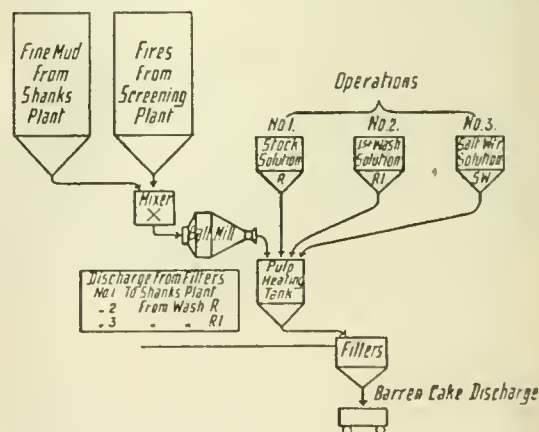 Fine Mud
From
Shanks
Plant
Fires
From
Screening
Plant
Operations
No.1.
No.2.
No.3.
Stock
Solution
R
1st Wash
Solution
R1
Salt Wt'r
Solution
SW
Mixer
Ball Mill
Pulp
Heating
Tank
Discharge From Filters
No.1 To Shanks Plant
„ 2 From Wash R
„ 3 „ „ R1
Filters
Barren Cake Discharge